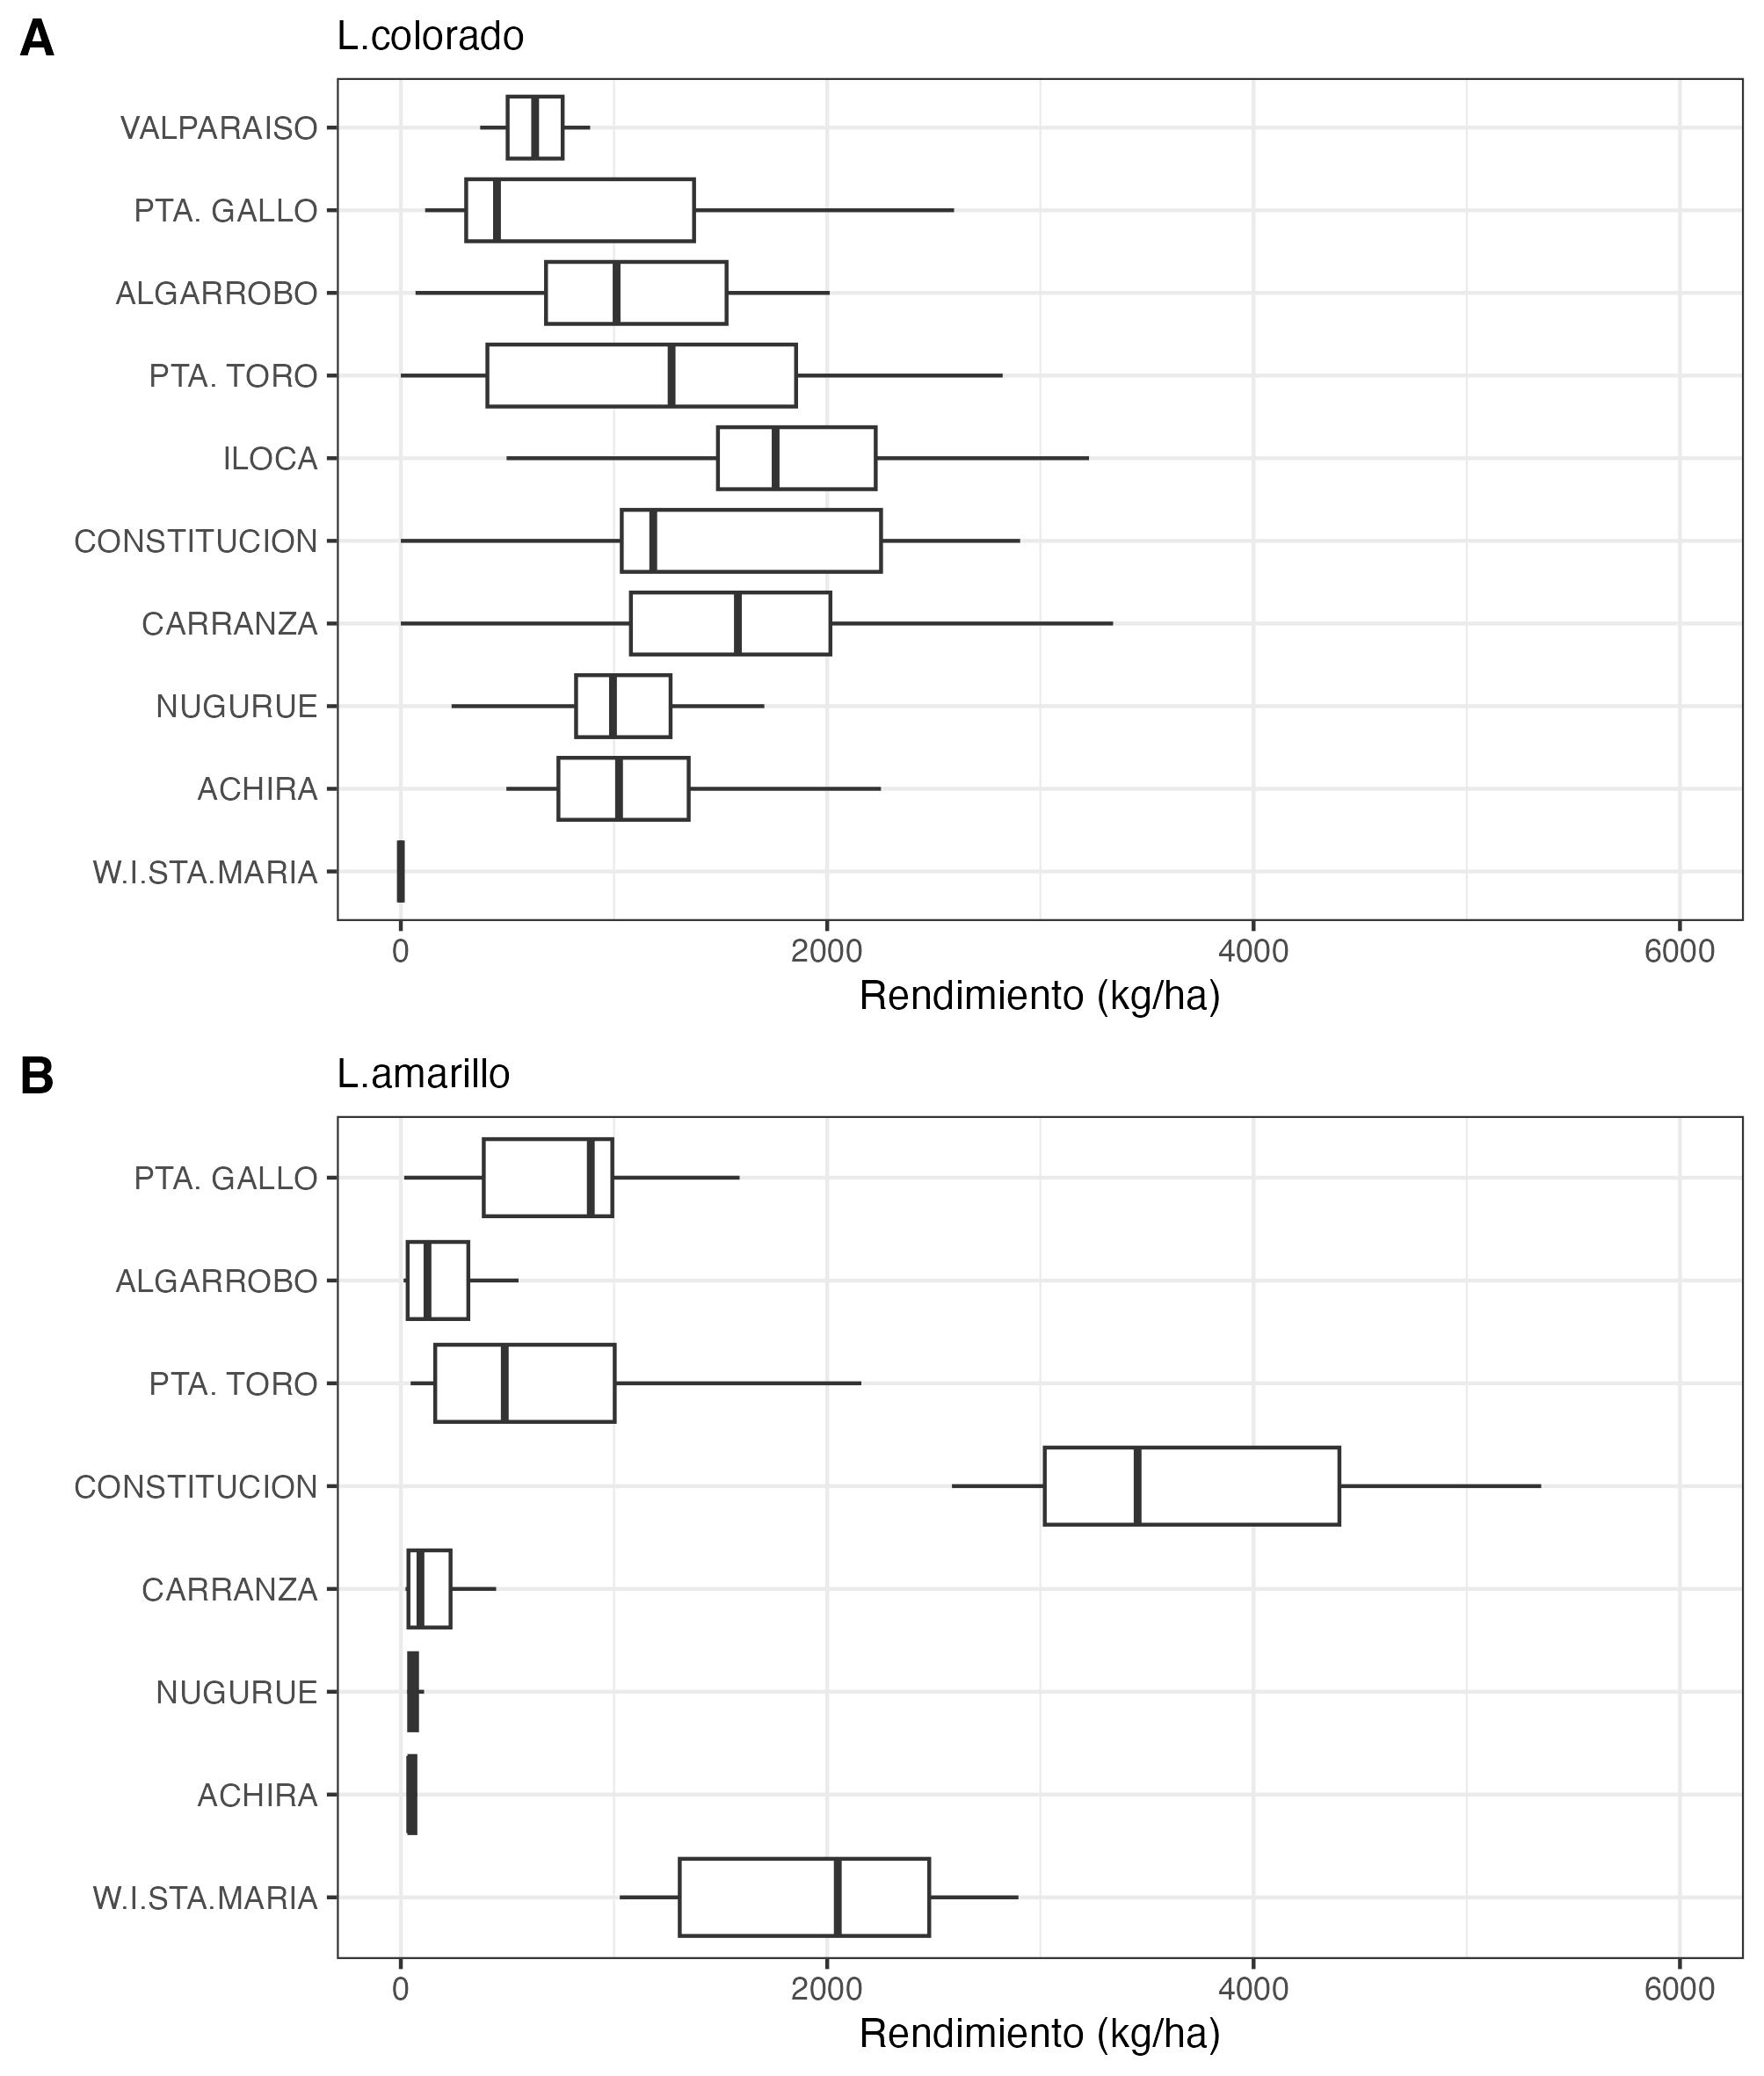 A
L.colorado
VALPARAISO
PTA. GALLO
ALGARROBO
PTA. TORO
ILOCA
CONSTITUCION
CARRANZA
NUGURUE
ACHIRA
W.I.STA.MARIA
0 2000 4000 6000
Rendimiento (kg/ha)
B
L.amarillo
PTA. GALLO
ALGARROBO
PTA. TORO
CONSTITUCION
CARRANZA
NUGURUE
ACHIRA
W.I.STA.MARIA
0 2000 4000 6000
Rendimiento (kg/ha)